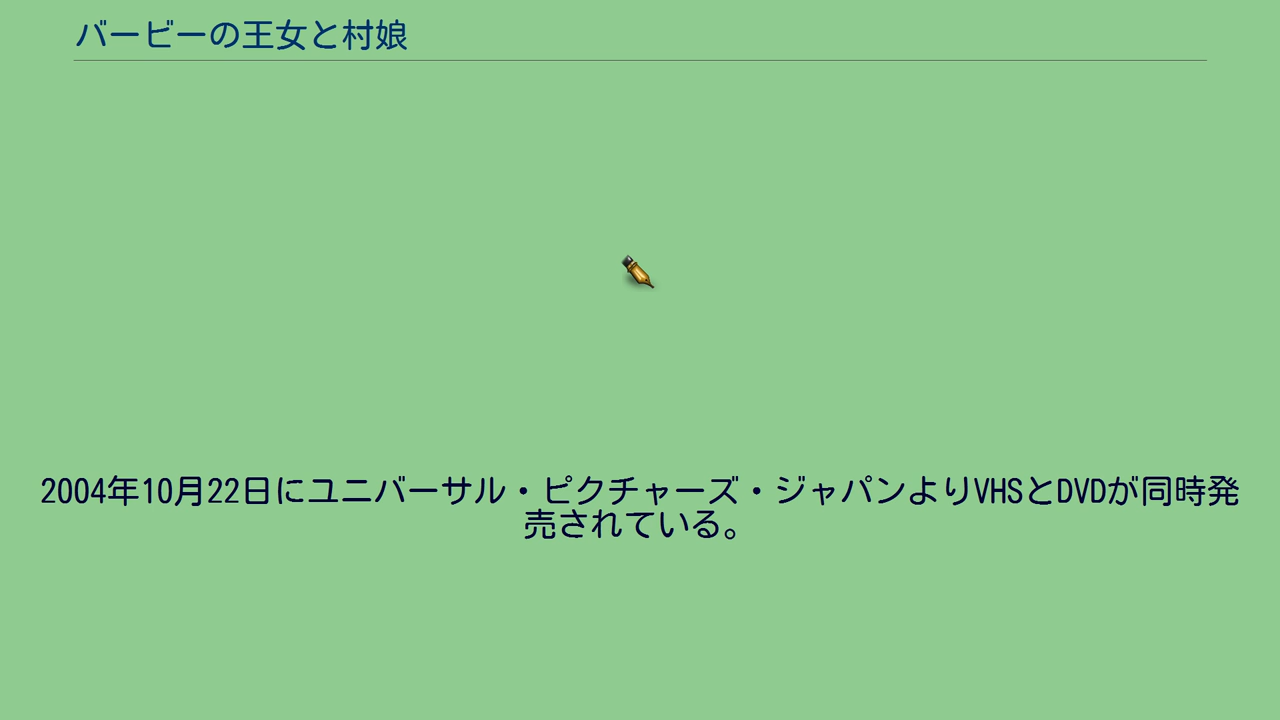 バービーの王女と村娘
2004年10月22日にユニバーサル・ピクチャーズ・ジャパンよりVHSとDVDが同時発
売されている。